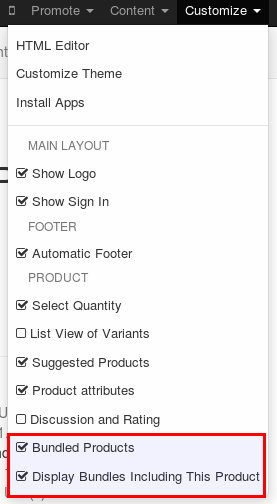 Promote Content Customize
HTML Editor
Customize Theme
Install Apps
MAIN LAYOUT
Show Logo
Show Sign In
FOOTER
Automatic Footer
PRODUCT
Select Quantity
List View of Variants
Suggested Products
Product attributes
Discussion and Rating
Bundled Products
Display Bundles Including This Product